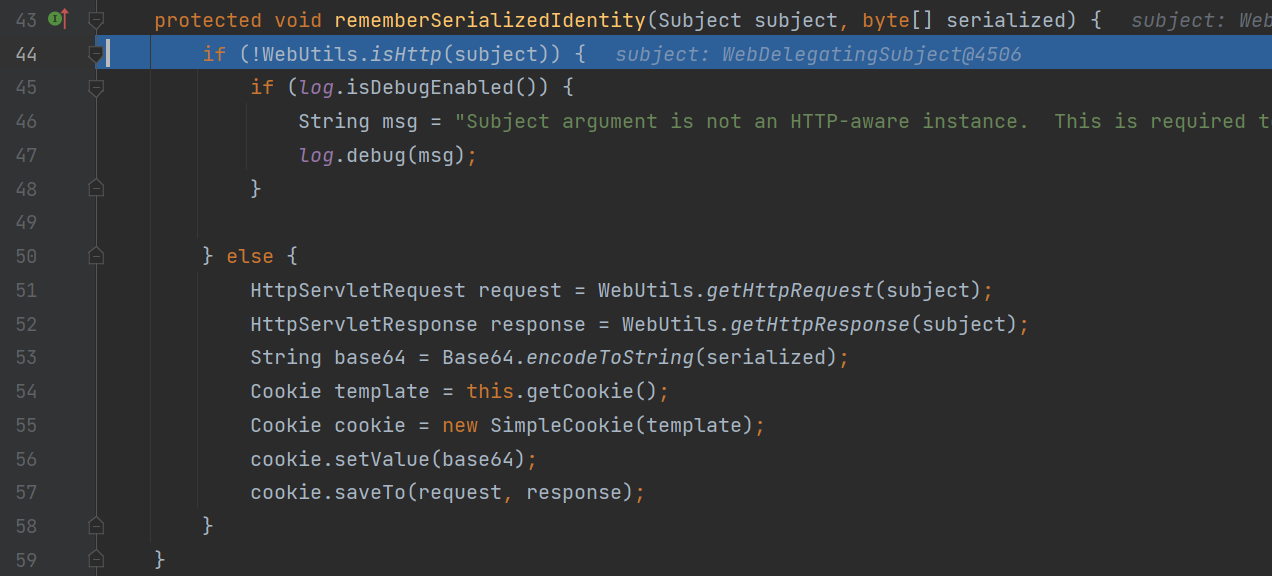 43 protected void rememberSerializedIdentity(Subject subject, byte[] serialized) { subject: Web
44 if (!WebUtils.isHttp(subject)) { subject: WebDelegatingSubject@4506
45 if (log.isDebugEnabled()) {
46 String msg = "Subject argument is not an HTTP-aware instance.  This is required t
47 log.debug(msg);
48 }
49
50 } else {
51 HttpServletRequest request = WebUtils.getHttpRequest(subject);
52 HttpServletResponse response = WebUtils.getHttpResponse(subject);
53 String base64 = Base64.encodeToString(serialized);
54 Cookie template = this.getCookie();
55 Cookie cookie = new SimpleCookie(template);
56 cookie.setValue(base64);
57 cookie.saveTo(request, response);
58 }
59 }